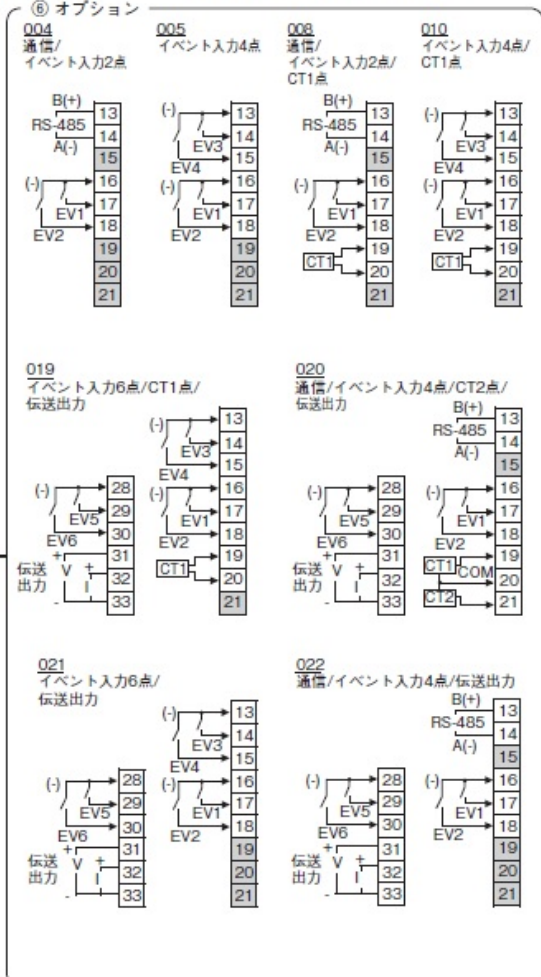 ⑥ オプション
004
通信/
イベント入力2点
B(+)
RS-485
A(-)
13
14
15
(-)
16
17
EV1
18
EV2
19
20
21
005
イベント入力4点
(-)
13
14
EV3
15
EV4
(-)
16
17
EV1
18
EV2
19
20
21
008
通信/
イベント入力2点/
CT1点
B(+)
RS-485
A(-)
13
14
15
(-)
16
17
EV1
18
EV2
19
CT1
20
21
010
イベント入力4点/
CT1点
(-)
13
14
EV3
15
EV4
(-)
16
17
EV1
18
EV2
19
CT1
20
21
019
イベント入力6点/CT1点/
伝送出力
(-)
13
14
EV3
15
EV4
(-)
28
29
EV5
30
EV6
伝送
出力
+
V
+
I
-
31
32
33
(-)
16
17
EV1
18
EV2
19
CT1
20
21
020
通信/イベント入力4点/CT2点/
伝送出力
B(+)
RS-485
A(-)
13
14
15
(-)
28
29
EV5
30
EV6
伝送
出力
+
V
+
I
-
31
32
33
(-)
16
17
EV1
18
EV2
19
CT1
COM
20
CT2
21
021
イベント入力6点/
伝送出力
(-)
13
14
EV3
15
EV4
(-)
28
29
EV5
30
EV6
伝送
出力
+
V
+
I
-
31
32
33
(-)
16
17
EV1
18
EV2
19
20
21
022
通信/イベント入力4点/伝送出力
B(+)
RS-485
A(-)
13
14
15
(-)
28
29
EV5
30
EV6
伝送
出力
+
V
+
I
-
31
32
33
(-)
16
17
EV1
18
EV2
19
20
21